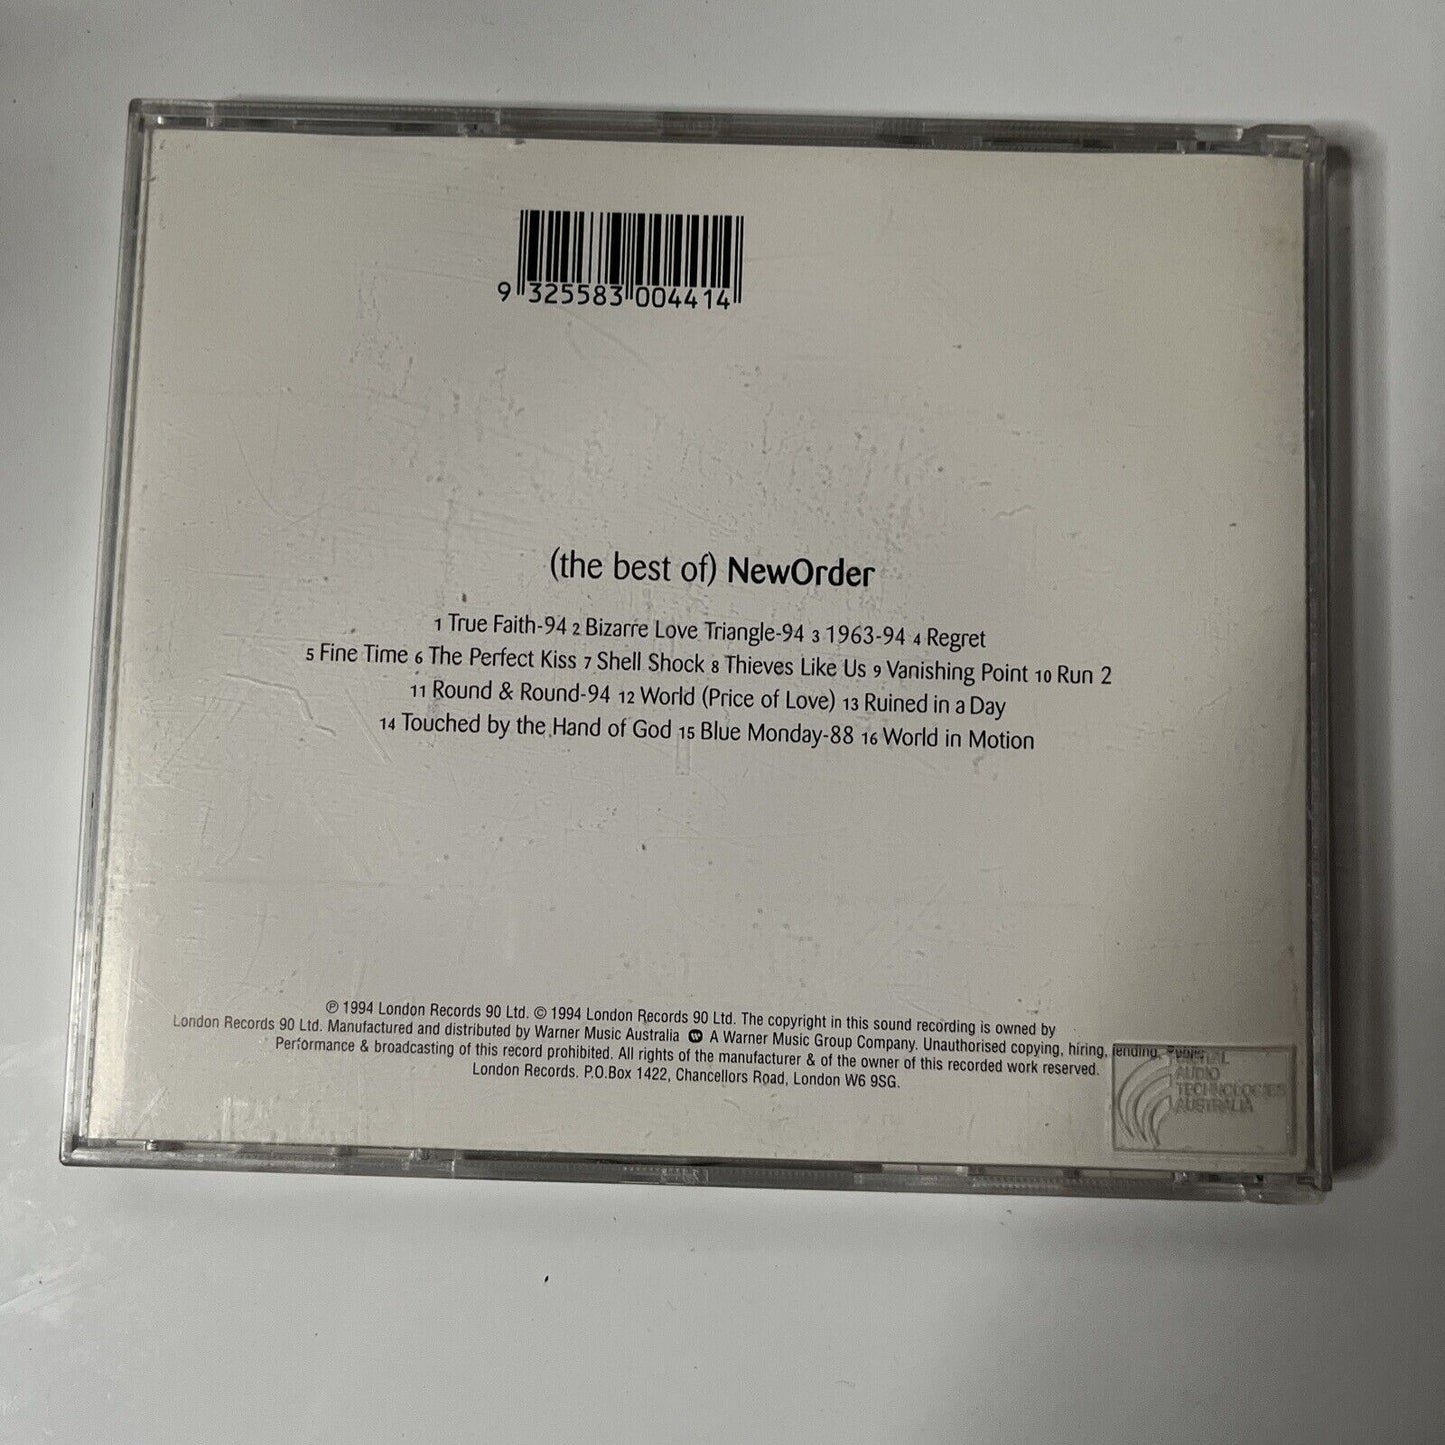 9 325583 004414
(the best of) NewOrder
1 True Faith-94 2 Bizarre Love Triangle-94 3 1963-94 4 Regret
5 Fine Time 6 The Perfect Kiss 7 Shell Shock 8 Thieves Like Us 9 Vanishing Point 10 Run 2
11 Round & Round-94 12 World (Price of Love) 13 Ruined in a Day
14 Touched by the Hand of God 15 Blue Monday-88 16 World in Motion
℗ 1994 London Records 90 Ltd. © 1994 London Records 90 Ltd. The copyright in this sound recording is owned by
London Records 90 Ltd. Manufactured and distributed by Warner Music Australia A Warner Music Group Company. Unauthorised copying, hiring, lending, Public
Performance & broadcasting of this record prohibited. All rights of the manufacturer & of the owner of this recorded work reserved.
London Records. P.O.Box 1422, Chancellors Road, London W6 9SG.
DIGITAL
AUDIO
TECHNOLOGIES
AUSTRALIA